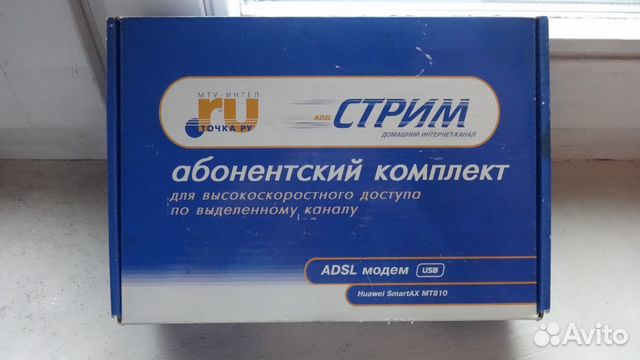 МТУ-ИНТЕЛ
.ru
ТОЧКА РУ
ADSL СТРИМ
ДОМАШНИЙ ИНТЕРНЕТ-КАНАЛ
абонентский комплект
для высокоскоростного доступа
по выделенному каналу
ADSL модем USB
Huawei SmartAX MT810
Avito